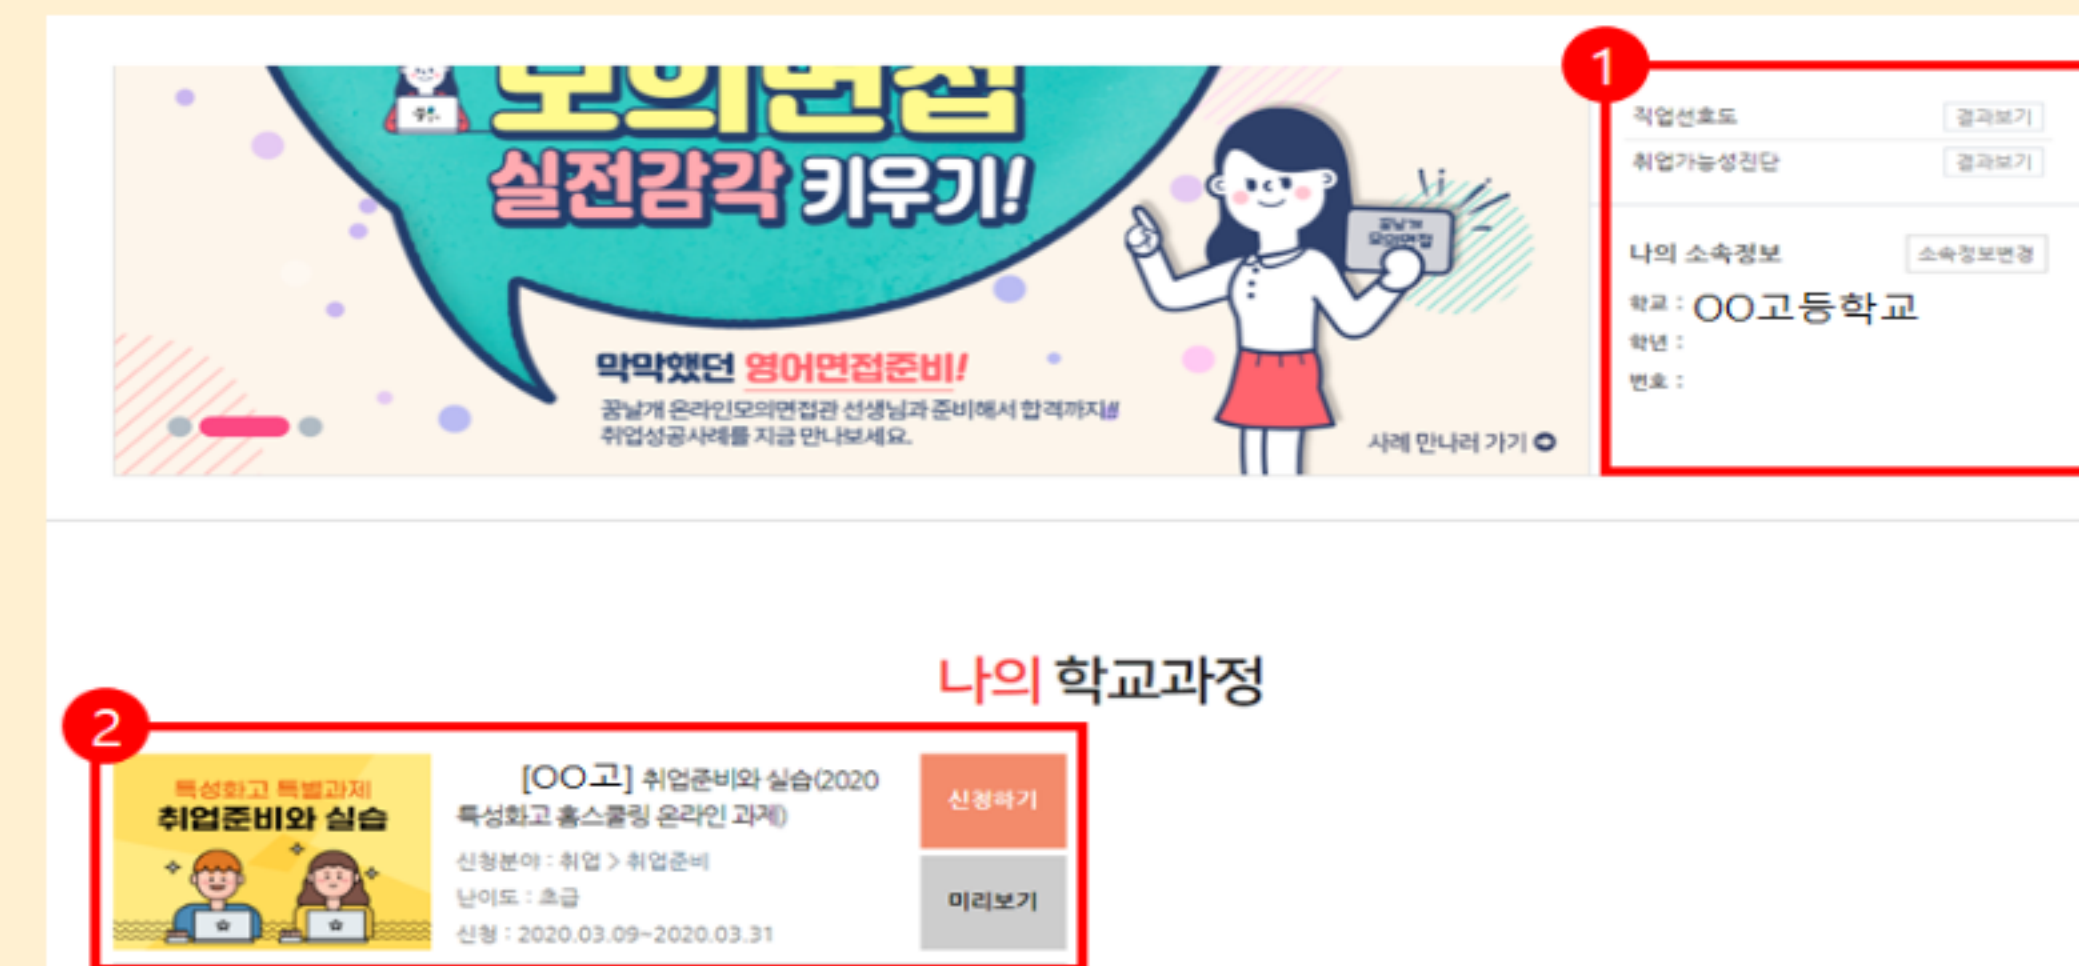 모의면접
실전감각 키우기!
꿈날개
모의면접
막막했던 영어면접준비!
꿈날개 온라인모의면접관 선생님과 준비해서 합격까지!!
취업성공사례를 지금 만나보세요.
사례 만나러 가기
1
직업선호도 결과보기
취업가능성진단 결과보기
나의 소속정보 소속정보변경
학교 : OO고등학교
학년 :
번호 :
나의 학교과정
2
특성화고 특별과제
취업준비와 실습
[OO고] 취업준비와 실습(2020
특성화고 홈스쿨링 온라인 과제)
신청분야 : 취업 > 취업준비
난이도 : 초급
신청 : 2020.03.09~2020.03.31
신청하기
미리보기